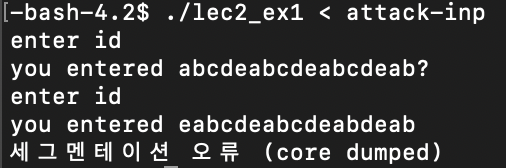 [-bash-4.2$ ./lec2_ex1 < attack-inp
enter id
you entered abcdeabcdeabcdeab?
enter id
you entered eabcdeabcdeabdeab
세그멘테이션 오류 (core dumped)